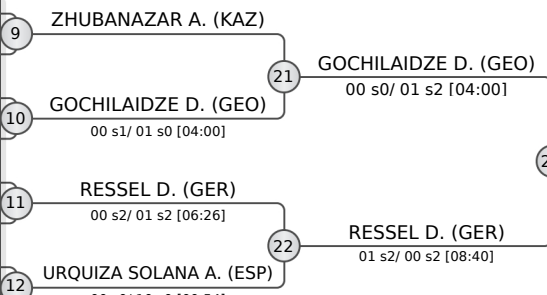 9
ZHUBANAZAR A. (KAZ)
21
GOCHILAIDZE D. (GEO)
00 s0/ 01 s2 [04:00]
10
GOCHILAIDZE D. (GEO)
00 s1/ 01 s0 [04:00]
11
RESSEL D. (GER)
00 s2/ 01 s2 [06:26]
22
RESSEL D. (GER)
01 s2/ 00 s2 [08:40]
12
URQUIZA SOLANA A. (ESP)